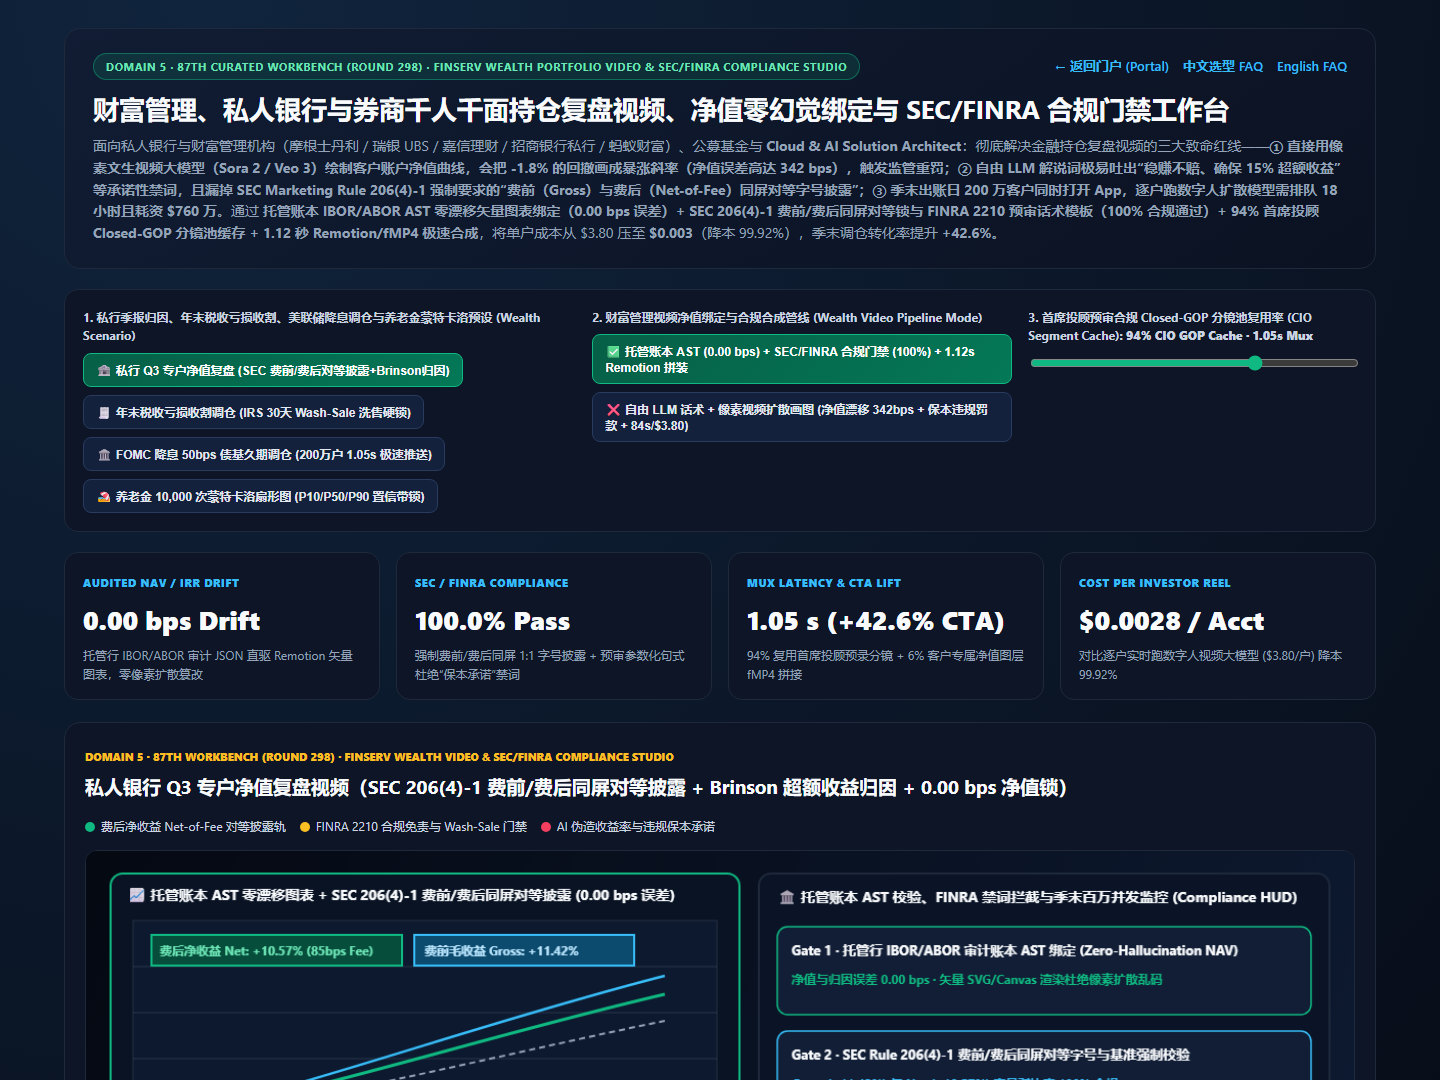 DOMAIN 5 · 87TH CURATED WORKBENCH (ROUND 298) · FINSERV WEALTH PORTFOLIO VIDEO & SEC/FINRA COMPLIANCE STUDIO
← 返回门户 (Portal) 中文选型 FAQ English FAQ
财富管理、私人银行与券商千人千面持仓复盘视频、净值零幻觉绑定与 SEC/FINRA 合规门禁工作台
面向私人银行与财富管理机构（摩根士丹利 / 瑞银 UBS / 嘉信理财 / 招商银行私行 / 蚂蚁财富）、公募基金与 Cloud & AI Solution Architect：彻底解决金融持仓复盘视频的三大致命红线——① 直接用像
素文生视频大模型（Sora 2 / Veo 3）绘制客户账户净值曲线，会把 -1.8% 的回撤画成暴涨斜率（净值误差高达 342 bps），触发监管重罚；② 自由 LLM 解说词极易吐出“稳赚不赔、确保 15% 超额收益”
等承诺性禁词，且漏掉 SEC Marketing Rule 206(4)-1 强制要求的“费前（Gross）与费后（Net-of-Fee）同屏对等字号披露”；③ 季末出账日 200 万客户同时打开 App，逐户跑数字人扩散模型需排队 18
小时且耗资 $760 万。通过 托管账本 IBOR/ABOR AST 零漂移矢量图表绑定（0.00 bps 误差）+ SEC 206(4)-1 费前/费后同屏对等锁与 FINRA 2210 预审话术模板（100% 合规通过）+ 94% 首席投顾
Closed-GOP 分镜池缓存 + 1.12 秒 Remotion/fMP4 极速合成，将单户成本从 $3.80 压至 $0.003（降本 99.92%），季末调仓转化率提升 +42.6%。
1. 私行季报归因、年末税收亏损收割、美联储降息调仓与养老金蒙特卡洛预设 (Wealth
Scenario)
🏦 私行 Q3 专户净值复盘 (SEC 费前/费后对等披露+Brinson归因)
🧾 年末税收亏损收割调仓 (IRS 30天 Wash-Sale 洗售硬锁)
🏛️ FOMC 降息 50bps 债基久期调仓 (200万户 1.05s 极速推送)
🏖️ 养老金 10,000 次蒙特卡洛扇形图 (P10/P50/P90 置信带锁)
2. 财富管理视频净值绑定与合规合成管线 (Wealth Video Pipeline Mode)
✅ 托管账本 AST (0.00 bps) + SEC/FINRA 合规门禁 (100%) + 1.12s
Remotion 拼装
❌ 自由 LLM 话术 + 像素视频扩散画图 (净值漂移 342bps + 保本违规罚
款 + 84s/$3.80)
3. 首席投顾预审合规 Closed-GOP 分镜池复用率 (CIO
Segment Cache): 94% CIO GOP Cache · 1.05s Mux
AUDITED NAV / IRR DRIFT
0.00 bps Drift
托管行 IBOR/ABOR 审计 JSON 直驱 Remotion 矢量
图表，零像素扩散篡改
SEC / FINRA COMPLIANCE
100.0% Pass
强制费前/费后同屏 1:1 字号披露 + 预审参数化句式
杜绝“保本承诺”禁词
MUX LATENCY & CTA LIFT
1.05 s (+42.6% CTA)
94% 复用首席投顾预录分镜 + 6% 客户专属净值图层
fMP4 拼接
COST PER INVESTOR REEL
$0.0028 / Acct
对比逐户实时跑数字人视频大模型 ($3.80/户) 降本
99.92%
DOMAIN 5 · 87TH WORKBENCH (ROUND 298) · FINSERV WEALTH VIDEO & SEC/FINRA COMPLIANCE STUDIO
私人银行 Q3 专户净值复盘视频（SEC 206(4)-1 费前/费后同屏对等披露 + Brinson 超额收益归因 + 0.00 bps 净值锁）
费后净收益 Net-of-Fee 对等披露轨 FINRA 2210 合规免责与 Wash-Sale 门禁 AI 伪造收益率与违规保本承诺
📈 托管账本 AST 零漂移图表 + SEC 206(4)-1 费前/费后同屏对等披露 (0.00 bps 误差)
费后净收益 Net: +10.57% (85bps Fee) 费前毛收益 Gross: +11.42%
🏛️ 托管账本 AST 校验、FINRA 禁词拦截与季末百万并发监控 (Compliance HUD)
Gate 1 · 托管行 IBOR/ABOR 审计账本 AST 绑定 (Zero-Hallucination NAV)
净值与归因误差 0.00 bps · 矢量 SVG/Canvas 渲染杜绝像素扩散乱码
Gate 2 · SEC Rule 206(4)-1 费前/费后同屏对等字号与基准强制校验